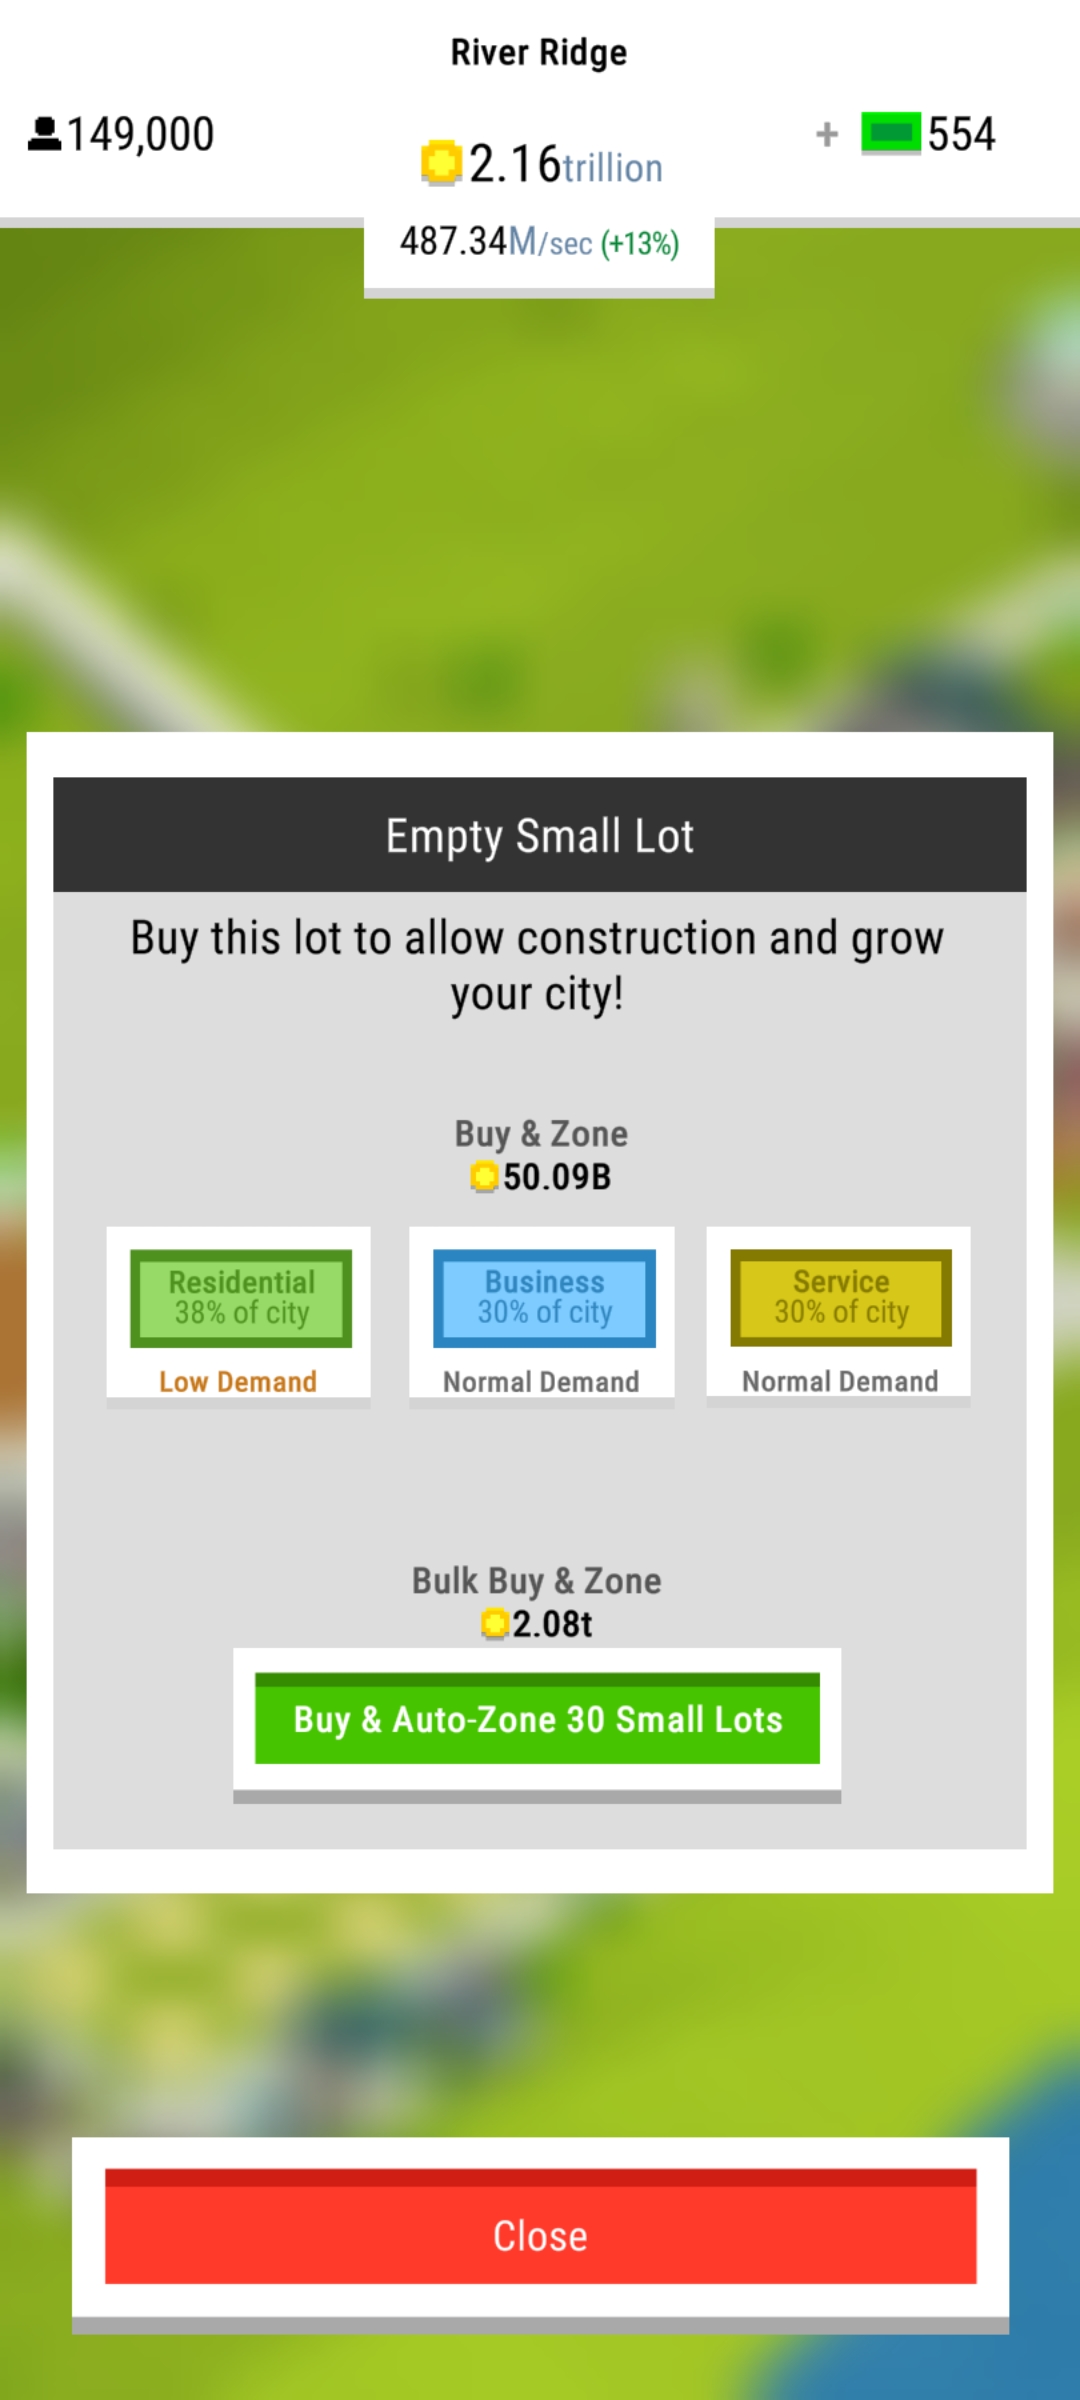 River Ridge
149,000
2.16trillion
+ 554
487.34M/sec (+13%)
Empty Small Lot
Buy this lot to allow construction and grow
your city!
Buy & Zone
50.09B
Residential
38% of city
Low Demand
Business
30% of city
Normal Demand
Service
30% of city
Normal Demand
Bulk Buy & Zone
2.08t
Buy & Auto-Zone 30 Small Lots
Close